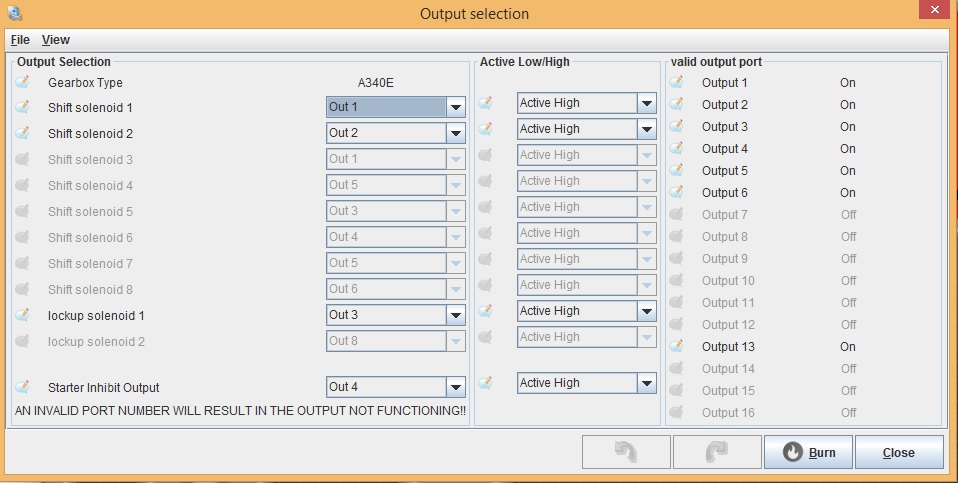 Output selection
File View
Output Selection
Gearbox Type A340E
Shift solenoid 1 Out 1
Shift solenoid 2 Out 2
Shift solenoid 3 Out 1
Shift solenoid 4 Out 5
Shift solenoid 5 Out 3
Shift solenoid 6 Out 4
Shift solenoid 7 Out 5
Shift solenoid 8 Out 6
lockup solenoid 1 Out 3
lockup solenoid 2 Out 8
Starter Inhibit Output Out 4
AN INVALID PORT NUMBER WILL RESULT IN THE OUTPUT NOT FUNCTIONING!!
Active Low/High
Active High
Active High
Active High
Active High
Active High
Active High
Active High
Active High
Active High
Active High
Active High
valid output port
Output 1 On
Output 2 On
Output 3 On
Output 4 On
Output 5 On
Output 6 On
Output 7 Off
Output 8 Off
Output 9 Off
Output 10 Off
Output 11 Off
Output 12 Off
Output 13 On
Output 14 Off
Output 15 Off
Output 16 Off
Burn Close